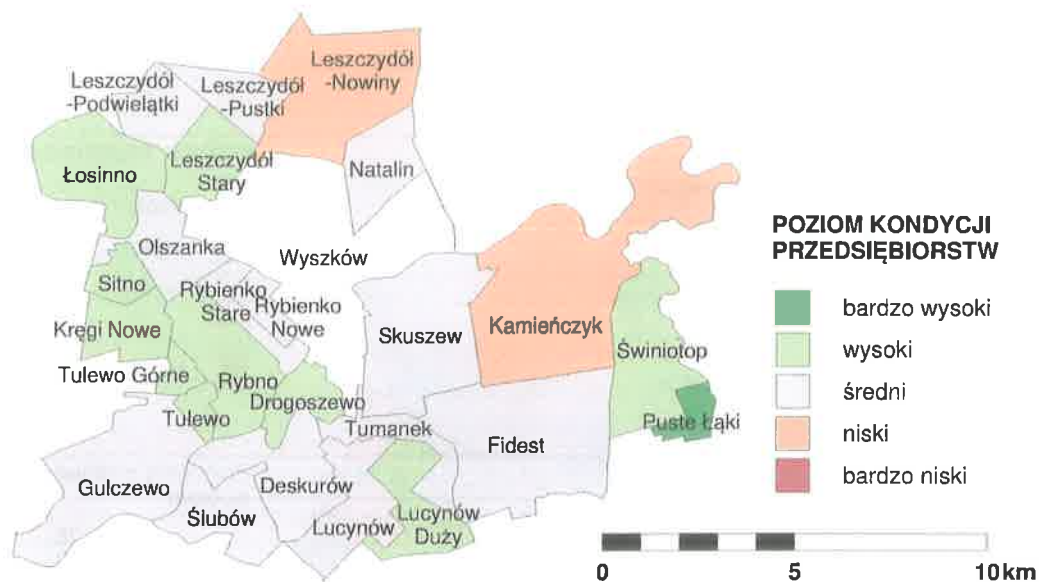 Leszczydół
-Nowiny
Leszczydół
-Podwielątki
Leszczydół
-Pustki
Łosinno
Leszczydół
Stary
Natalin
Olszanka
Wyszków
Sitno
Rybienko
Stare
Rybienko
Nowe
Kręgi Nowe
Skuszew
Kamieńczyk
Świniotop
Tulewo Górne
Rybno
Drogoszewo
Tulewo
Tumanek
Puste Łąki
Fidest
Gulczewo
Deskurów
Ślubów
Lucynów
Lucynów
Duży
POZIOM KONDYCJI
PRZEDSIĘBIORSTW
bardzo wysoki
wysoki
średni
niski
bardzo niski
0 5 10km